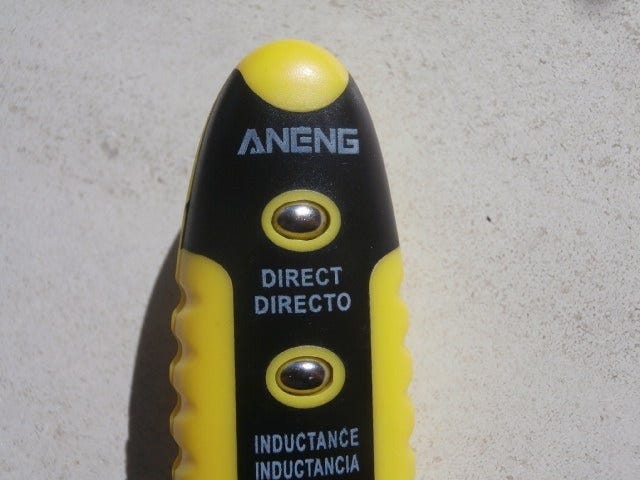 ANENG
DIRECT
DIRECTO
INDUCTANCE
INDUCTANCIA